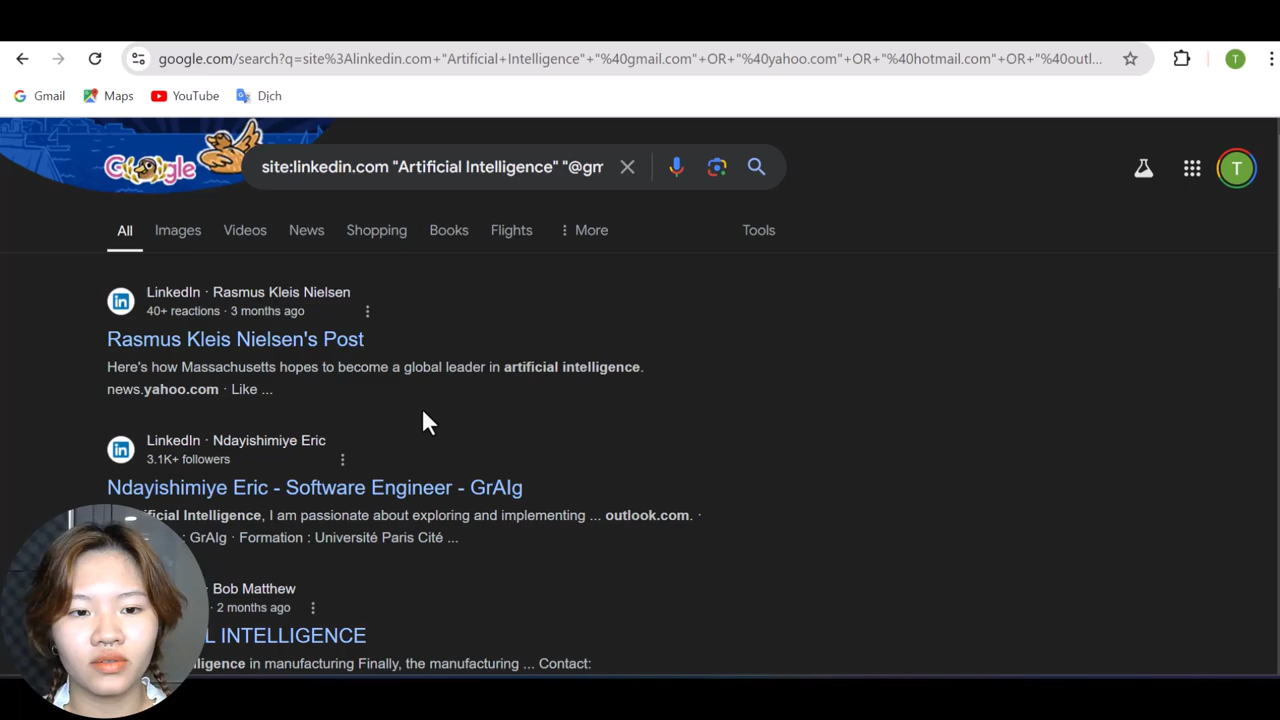 google.com/search?q=site%3Alinkedin.com+"Artificial+Intelligence"+"%40gmail.com"+OR+"%40yahoo.com"+OR+"%40hotmail.com"+OR+"%40outl...
Gmail Maps YouTube Dịch
Google site:linkedin.com "Artificial Intelligence" "@gm T
All Images Videos News Shopping Books Flights More Tools
LinkedIn · Rasmus Kleis Nielsen
40+ reactions · 3 months ago
Rasmus Kleis Nielsen's Post
Here's how Massachusetts hopes to become a global leader in artificial intelligence.
news.yahoo.com · Like ...
LinkedIn · Ndayishimiye Eric
3.1K+ followers
Ndayishimiye Eric - Software Engineer - GrAIg
ficial Intelligence, I am passionate about exploring and implementing ... outlook.com. ·
: GrAIg · Formation : Université Paris Cité ...
· Bob Matthew
· 2 months ago
L INTELLIGENCE
lligence in manufacturing Finally, the manufacturing ... Contact: